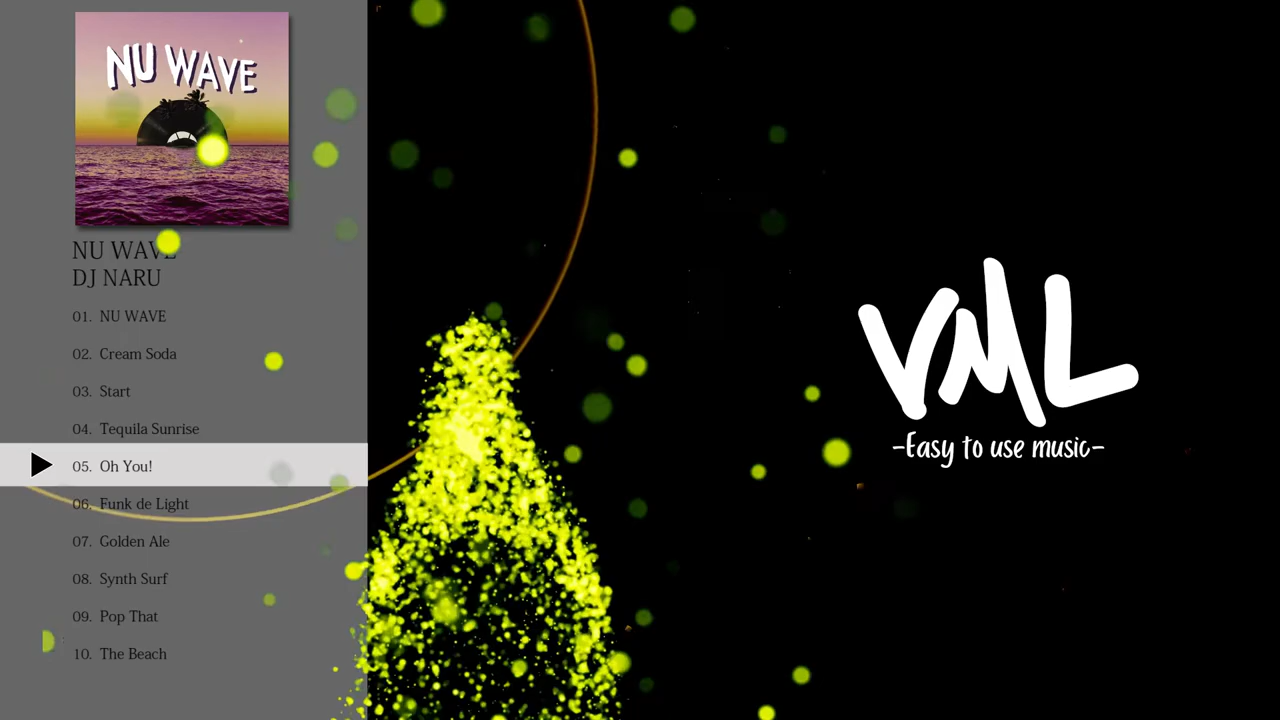 NU WAVE
NU WAVE
DJ NARU
01. NU WAVE
02. Cream Soda
03. Start
04. Tequila Sunrise
05. Oh You!
06. Funk de Light
07. Golden Ale
08. Synth Surf
09. Pop That
10. The Beach
VML
-Easy to use music-